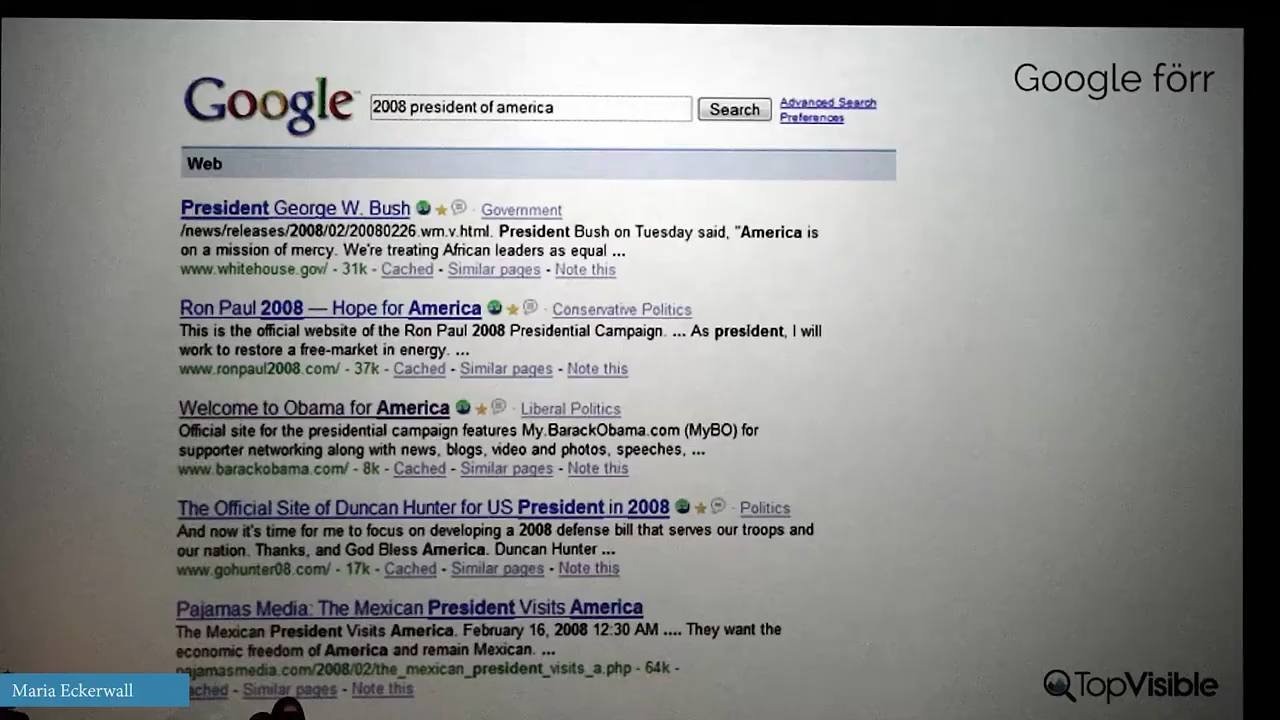 Google förr
Google™ 2008 president of america Search Advanced Search
Preferences
Web
President George W. Bush Government
/news/releases/2008/02/20080226.wm.v.html. President Bush on Tuesday said, "America is
on a mission of mercy. We're treating African leaders as equal ...
www.whitehouse.gov/ - 31k - Cached - Similar pages - Note this
Ron Paul 2008 — Hope for America Conservative Politics
This is the official website of the Ron Paul 2008 Presidential Campaign. ... As president, I will
work to restore a free-market in energy. ...
www.ronpaul2008.com/ - 37k - Cached - Similar pages - Note this
Welcome to Obama for America Liberal Politics
Official site for the presidential campaign features My.BarackObama.com (MyBO) for
supporter networking along with news, blogs, video and photos, speeches, ...
www.barackobama.com/ - 8k - Cached - Similar pages - Note this
The Official Site of Duncan Hunter for US President in 2008 Politics
And now it's time for me to focus on developing a 2008 defense bill that serves our troops and
our nation. Thanks, and God Bless America. Duncan Hunter ...
www.gohunter08.com/ - 17k - Cached - Similar pages - Note this
Pajamas Media: The Mexican President Visits America
The Mexican President Visits America. February 16, 2008 12:30 AM .... They want the
economic freedom of America and remain Mexican. ...
pajamasmedia.com/2008/02/the_mexican_president_visits_a.php - 64k -
Similar pages - Note this
Maria Eckerwall
TopVisible